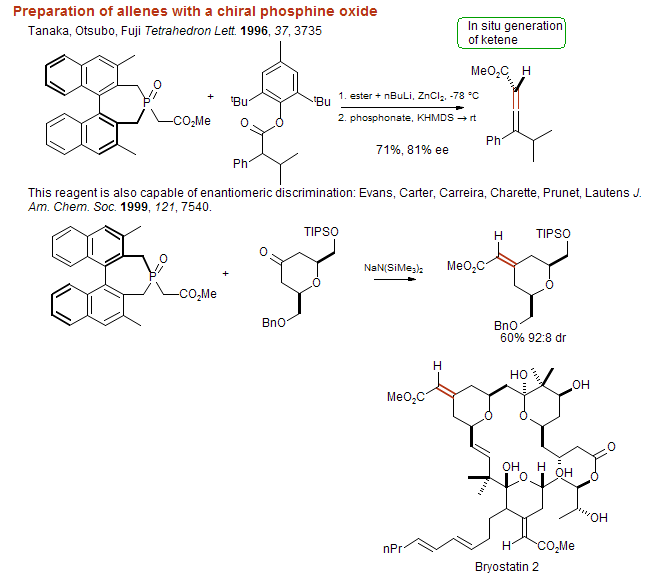 Preparation of allenes with a chiral phosphine oxide
Tanaka, Otsubo, Fuji Tetrahedron Lett. 1996, 37, 3735
In situ generation
of ketene
O
P
CO₂Me
+
ᵗBu
ᵗBu
O
O
Ph
1. ester + nBuLi, ZnCl₂, -78 °C
2. phosphonate, KHMDS → rt
71%, 81% ee
MeO₂C
H
Ph
This reagent is also capable of enantiomeric discrimination: Evans, Carter, Carreira, Charette, Prunet, Lautens J.
Am. Chem. Soc. 1999, 121, 7540.
O
P
CO₂Me
+
TIPSO
O
O
BnO
NaN(SiMe₃)₂
H
TIPSO
MeO₂C
O
BnO
60% 92:8 dr
H
MeO₂C
O
HO
OH
O
O
OH
O
OH
O
H
OH
nPr
H
CO₂Me
Bryostatin 2